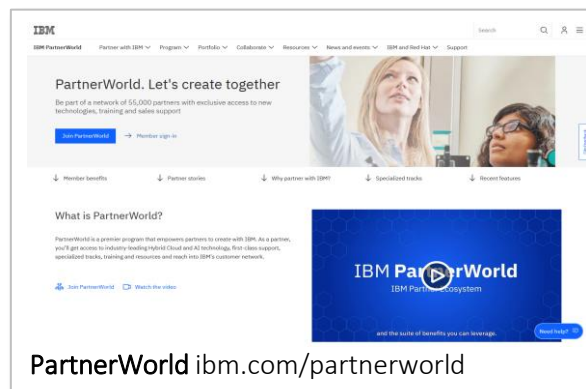 IBM
Search
IBM PartnerWorld Partner with IBM Program Portfolio Collaborate Resources News and events IBM and Red Hat Support
PartnerWorld. Let's create together
Be part of a network of 55,000 partners with exclusive access to new
technologies, training and sales support
Join PartnerWorld → Member sign-in
↓ Member benefits ↓ Partner stories ↓ Why partner with IBM? ↓ Specialized tracks ↓ Recent features
What is PartnerWorld?
PartnerWorld is a premier program that empowers partners to create with IBM. As a partner,
you'll get access to industry-leading Hybrid Cloud and AI technology, first-class support,
specialized tracks, training and resources and reach into IBM's customer network.
Join PartnerWorld Watch the video
IBM PartnerWorld
IBM Partner Ecosystem
and the suite of benefits you can leverage.
Need help?
PartnerWorld ibm.com/partnerworld